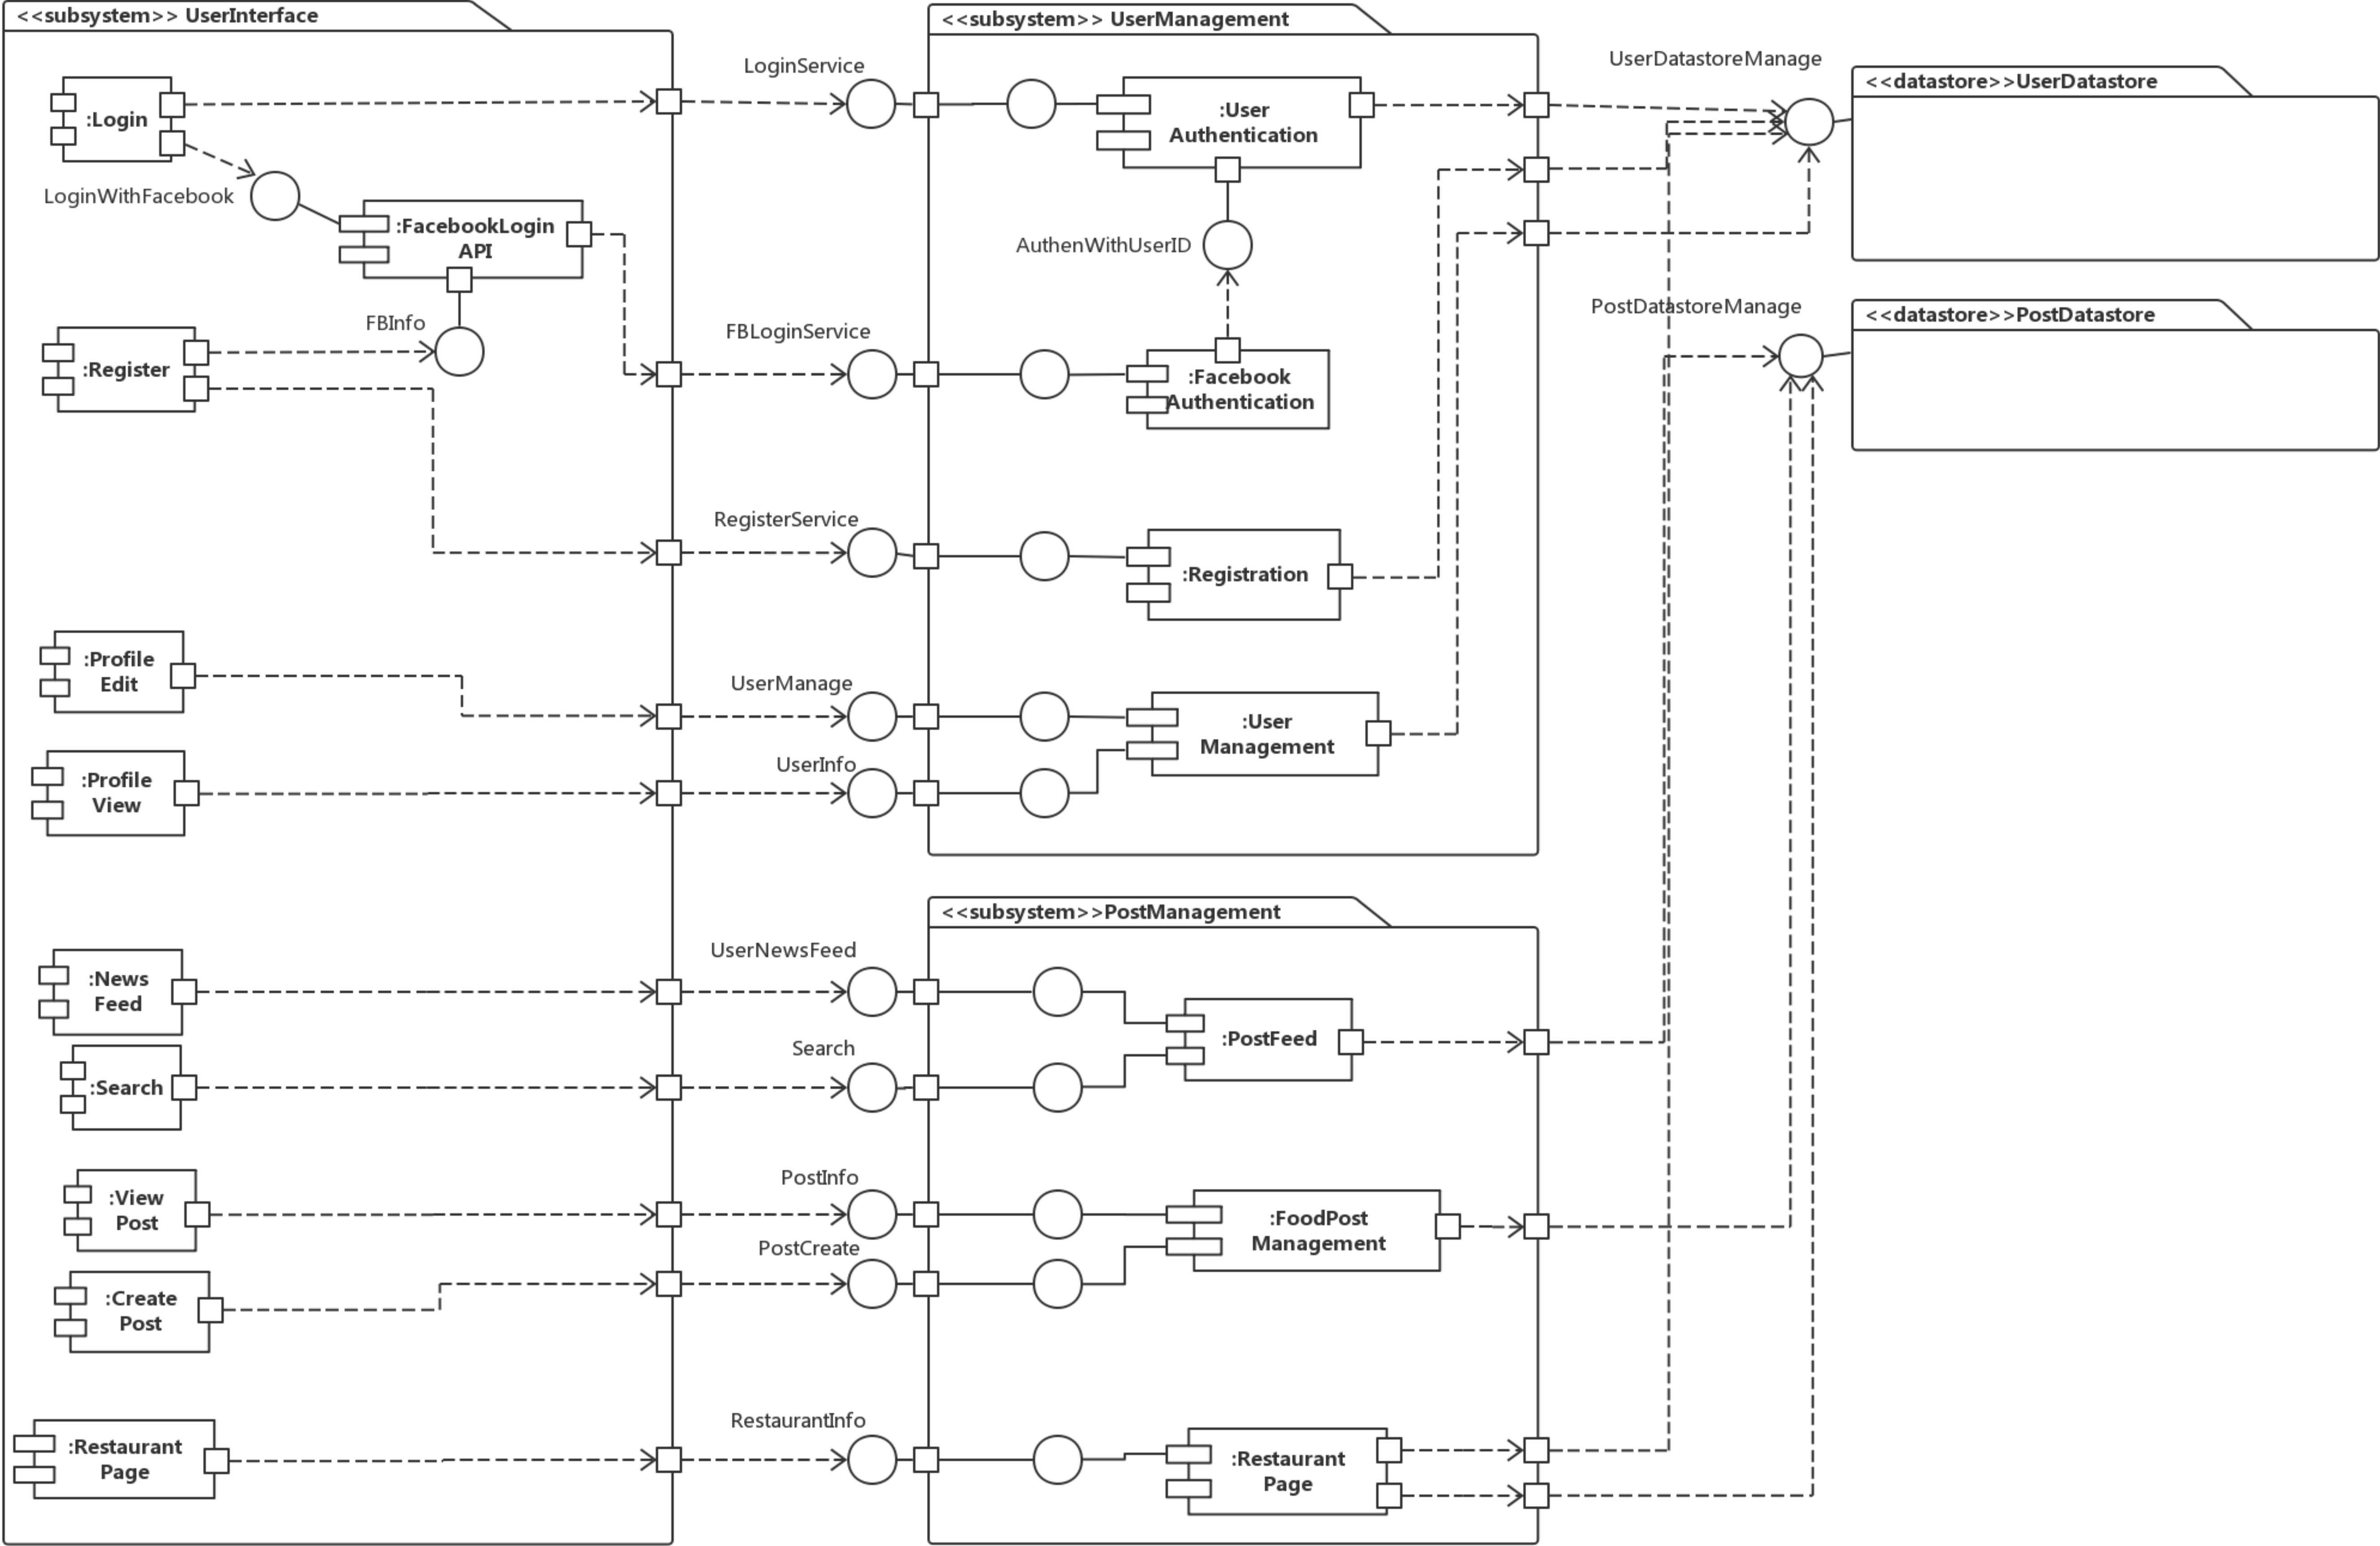 <<subsystem>> UserInterface
:Login
LoginWithFacebook
:FacebookLogin
API
FBInfo
:Register
:Profile
Edit
:Profile
View
:News
Feed
:Search
:View
Post
:Create
Post
:Restaurant
Page
LoginService
FBLoginService
RegisterService
UserManage
UserInfo
UserNewsFeed
Search
PostInfo
PostCreate
RestaurantInfo
<<subsystem>> UserManagement
:User
Authentication
AuthenWithUserID
:Facebook
Authentication
:Registration
:User
Management
<<subsystem>>PostManagement
:PostFeed
:FoodPost
Management
:Restaurant
Page
UserDatastoreManage
<<datastore>>UserDatastore
PostDatastoreManage
<<datastore>>PostDatastore